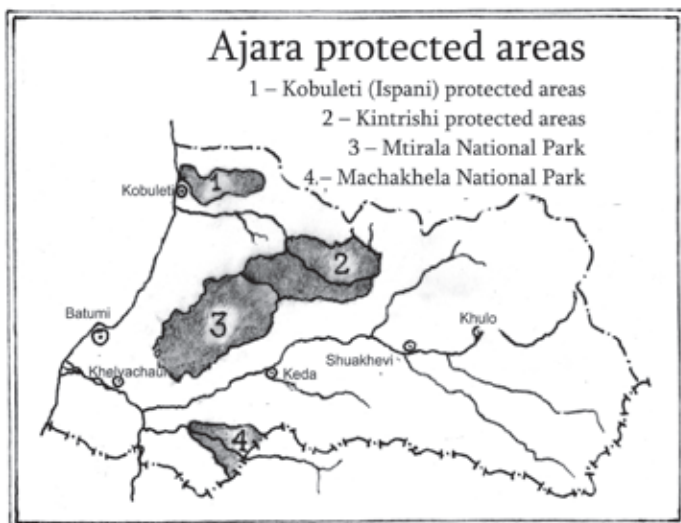 Ajara protected areas
1 – Kobuleti (Ispani) protected areas
2 – Kintrishi protected areas
3 – Mtirala National Park
4.– Machakhela National Park
1
Kobuleti
2
3
Batumi
Khulo
Shuakhevi
Khelvachauri
Keda
4